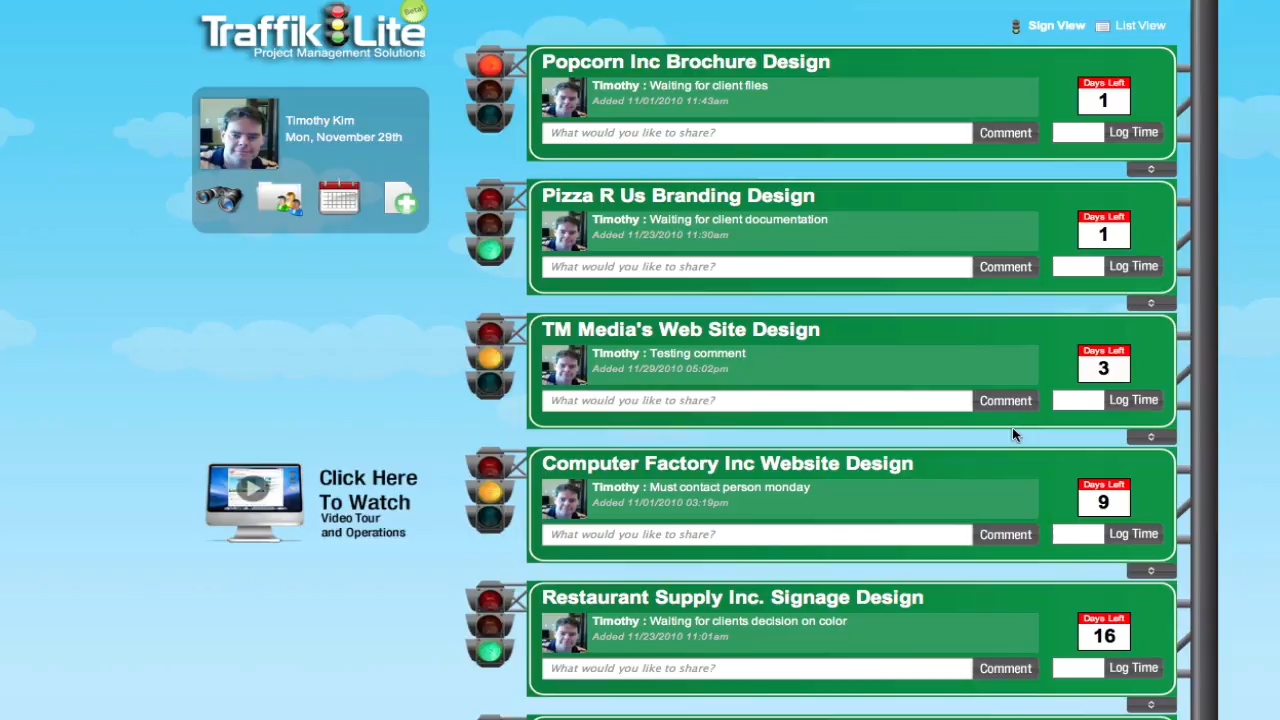 Traffik Lite
Beta!
Project Management Solutions
Sign View
List View
Timothy Kim
Mon, November 29th
Click Here
To Watch
Video Tour
and Operations
Popcorn Inc Brochure Design
Timothy : Waiting for client files
Added 11/01/2010 11:43am
What would you like to share?
Comment
Days Left
1
Log Time
Pizza R Us Branding Design
Timothy : Waiting for client documentation
Added 11/23/2010 11:30am
What would you like to share?
Comment
Days Left
1
Log Time
TM Media's Web Site Design
Timothy : Testing comment
Added 11/29/2010 05:02pm
What would you like to share?
Comment
Days Left
3
Log Time
Computer Factory Inc Website Design
Timothy : Must contact person monday
Added 11/01/2010 03:19pm
What would you like to share?
Comment
Days Left
9
Log Time
Restaurant Supply Inc. Signage Design
Timothy : Waiting for clients decision on color
Added 11/23/2010 11:01am
What would you like to share?
Comment
Days Left
16
Log Time